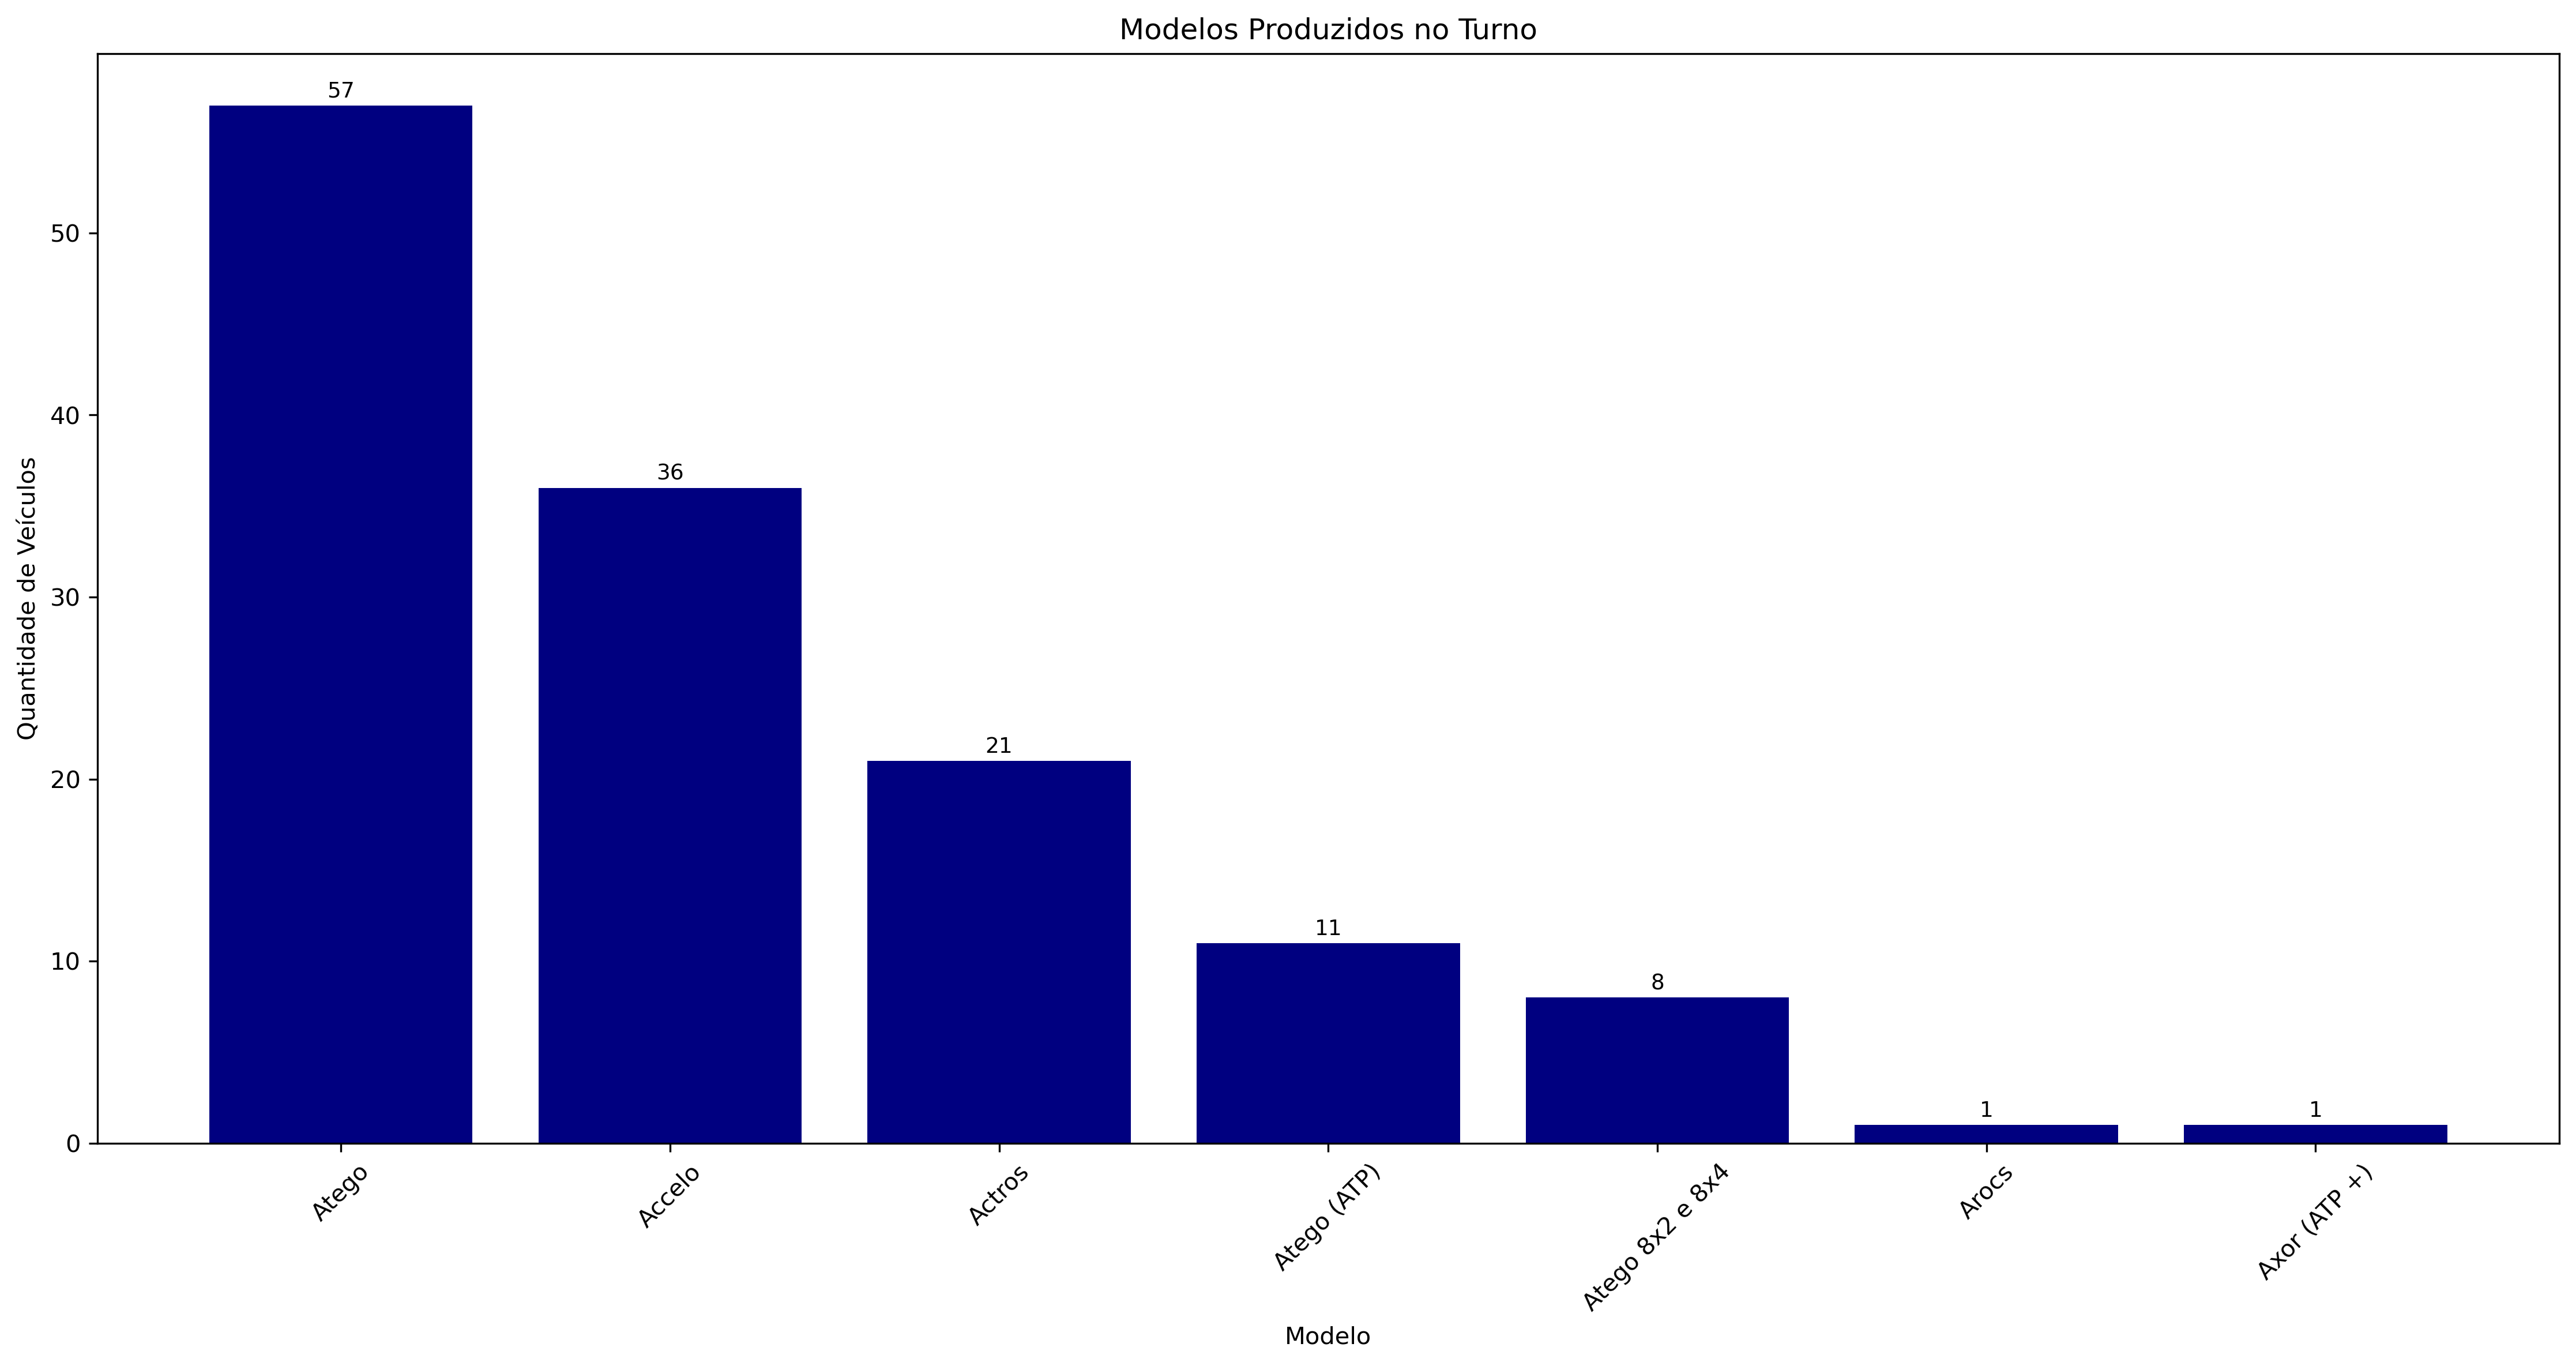 Modelos Produzidos no Turno
Quantidade de Veículos
50
40
30
20
10
0
57
36
21
11
8
1
1
Atego
Accelo
Actros
Atego (ATP)
Atego 8x2 e 8x4
Arocs
Axor (ATP +)
Modelo